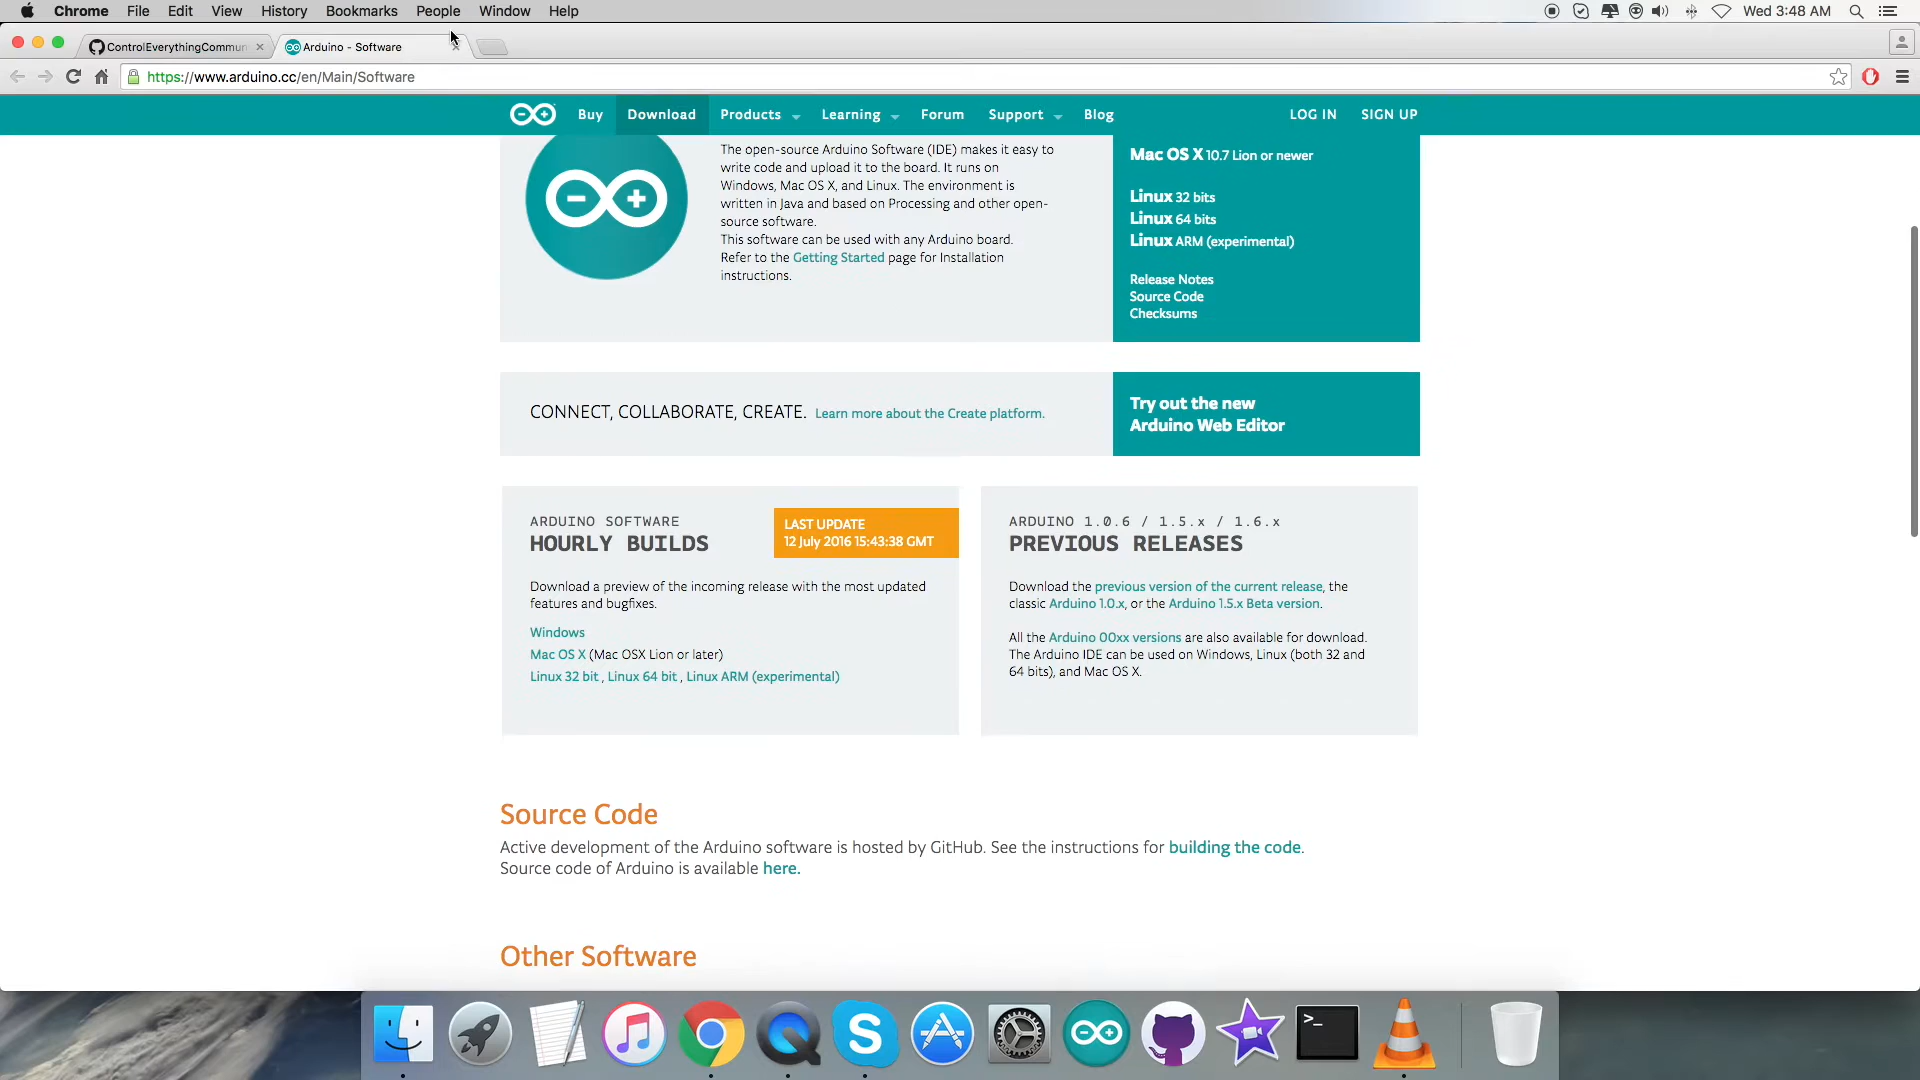 Chrome File Edit View History Bookmarks People Window Help
Wed 3:48 AM
ControlEverythingCommun
Arduino - Software
https://www.arduino.cc/en/Main/Software
Buy Download Products Learning Forum Support Blog LOG IN SIGN UP
The open-source Arduino Software (IDE) makes it easy to
write code and upload it to the board. It runs on
Windows, Mac OS X, and Linux. The environment is
written in Java and based on Processing and other open-
source software.
This software can be used with any Arduino board.
Refer to the Getting Started page for Installation
instructions.
Mac OS X 10.7 Lion or newer
Linux 32 bits
Linux 64 bits
Linux ARM (experimental)
Release Notes
Source Code
Checksums
CONNECT, COLLABORATE, CREATE. Learn more about the Create platform.
Try out the new
Arduino Web Editor
ARDUINO SOFTWARE
HOURLY BUILDS
LAST UPDATE
12 July 2016 15:43:38 GMT
Download a preview of the incoming release with the most updated
features and bugfixes.
Windows
Mac OS X (Mac OSX Lion or later)
Linux 32 bit , Linux 64 bit , Linux ARM (experimental)
ARDUINO 1.0.6 / 1.5.x / 1.6.x
PREVIOUS RELEASES
Download the previous version of the current release, the
classic Arduino 1.0.x, or the Arduino 1.5.x Beta version.
All the Arduino 00xx versions are also available for download.
The Arduino IDE can be used on Windows, Linux (both 32 and
64 bits), and Mac OS X.
Source Code
Active development of the Arduino software is hosted by GitHub. See the instructions for building the code.
Source code of Arduino is available here.
Other Software